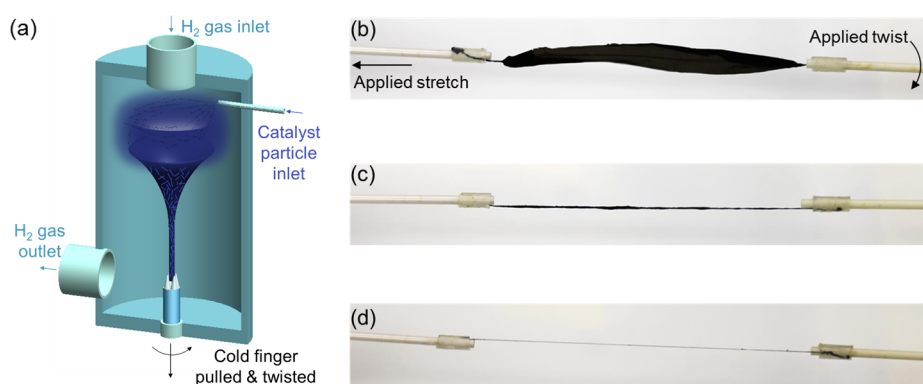 (a)
H₂ gas inlet
Catalyst
particle
inlet
H₂ gas
outlet
Cold finger
pulled & twisted
(b)
Applied stretch
Applied twist
(c)
(d)